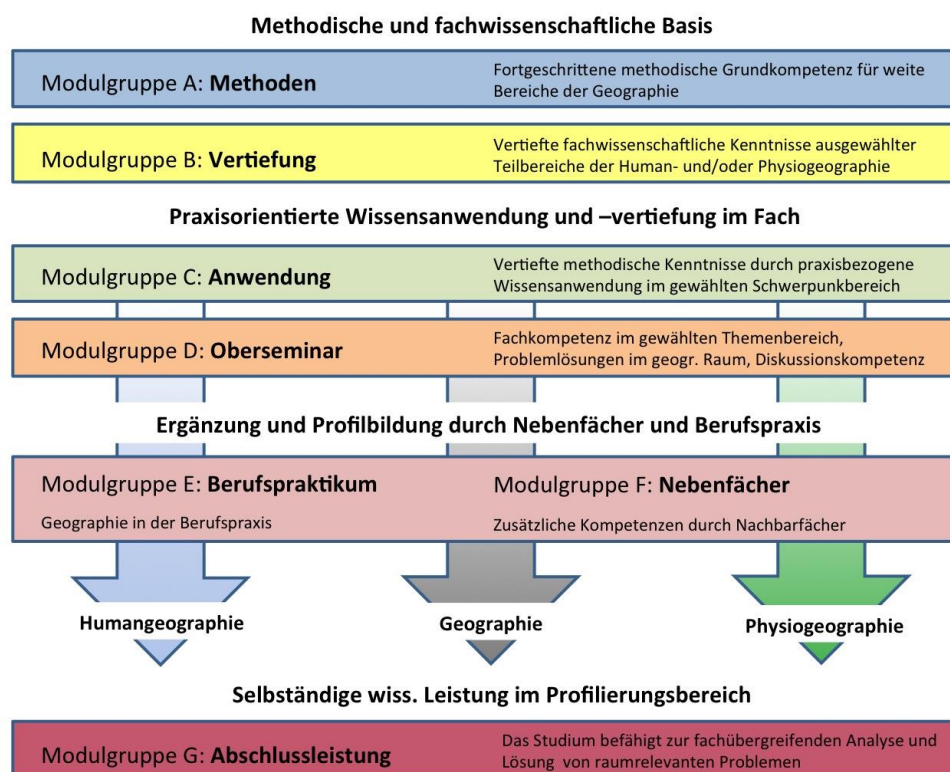 Methodische und fachwissenschaftliche Basis
Modulgruppe A: Methoden
Fortgeschrittene methodische Grundkompetenz für weite
Bereiche der Geographie
Modulgruppe B: Vertiefung
Vertiefte fachwissenschaftliche Kenntnisse ausgewählter
Teilbereiche der Human- und/oder Physiogeographie
Praxisorientierte Wissensanwendung und –vertiefung im Fach
Modulgruppe C: Anwendung
Vertiefte methodische Kenntnisse durch praxisbezogene
Wissensanwendung im gewählten Schwerpunkbereich
Modulgruppe D: Oberseminar
Fachkompetenz im gewählten Themenbereich,
Problemlösungen im geogr. Raum, Diskussionskompetenz
Ergänzung und Profilbildung durch Nebenfächer und Berufspraxis
Modulgruppe E: Berufspraktikum
Geographie in der Berufspraxis
Modulgruppe F: Nebenfächer
Zusätzliche Kompetenzen durch Nachbarfächer
Humangeographie
Geographie
Physiogeographie
Selbständige wiss. Leistung im Profilierungsbereich
Modulgruppe G: Abschlussleistung
Das Studium befähigt zur fachübergreifenden Analyse und
Lösung von raumrelevanten Problemen